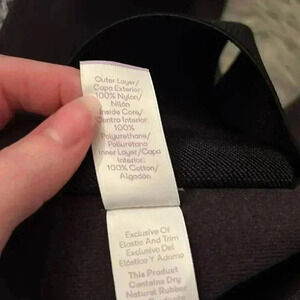 Outer Layer/
Capa Exterior:
100% Nylon/
Nilón
Inside Core/
Centro Interior:
100%
Polyurethane/
Poliuretano
Inner Layer/Capa
Interior:
100% Cotton/
Algodón
Exclusive Of
Elastic And Trim
Exclusivo Del
Elástico Y Adorno
This Product
Contains Dry
Natural Rubber